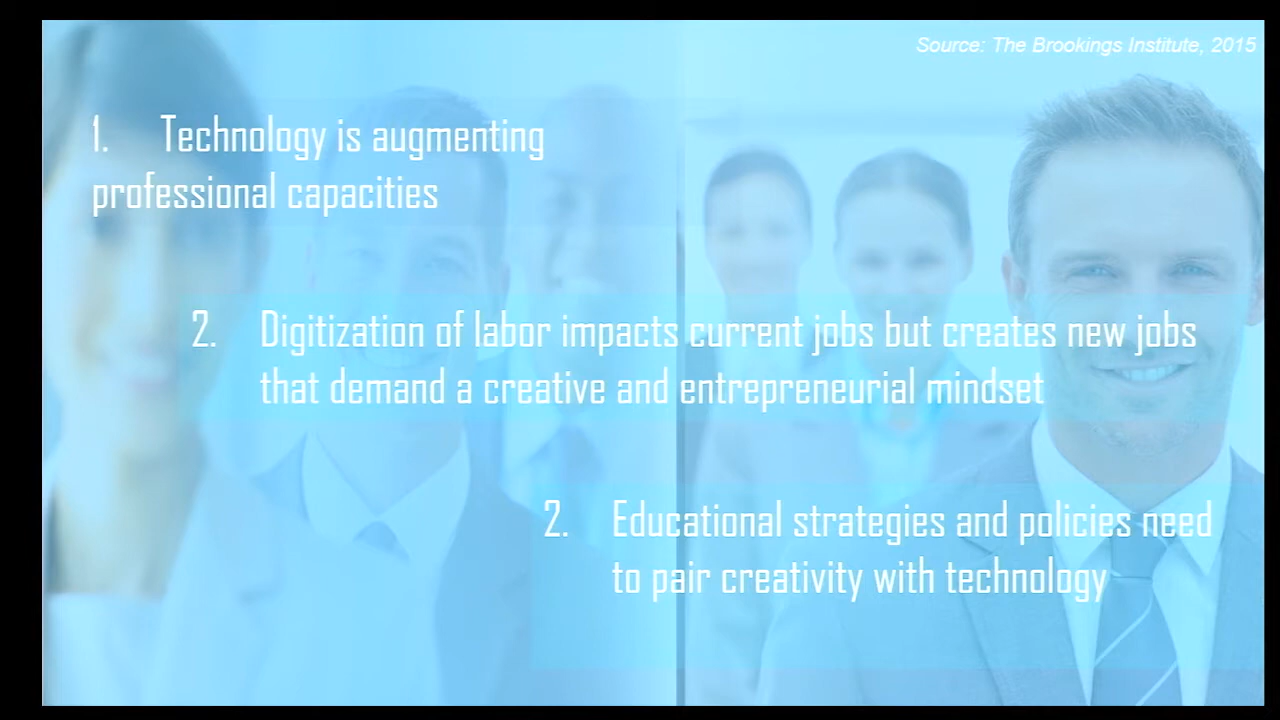 Source: The Brookings Institute, 2015
1. Technology is augmenting
professional capacities
2. Digitization of labor impacts current jobs but creates new jobs
that demand a creative and entrepreneurial mindset
2. Educational strategies and policies need
to pair creativity with technology